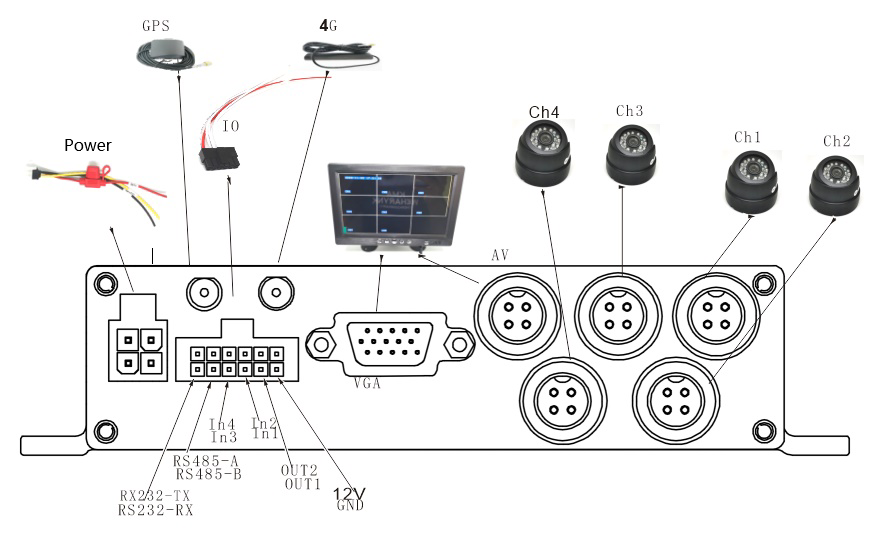 GPS
4G
Power
IO
Ch4
Ch3
Ch1
Ch2
AV
VGA
In4
In3
In2
In1
RS485-A
RS485-B
OUT2
OUT1
RX232-TX
RS232-RX
12V
GND